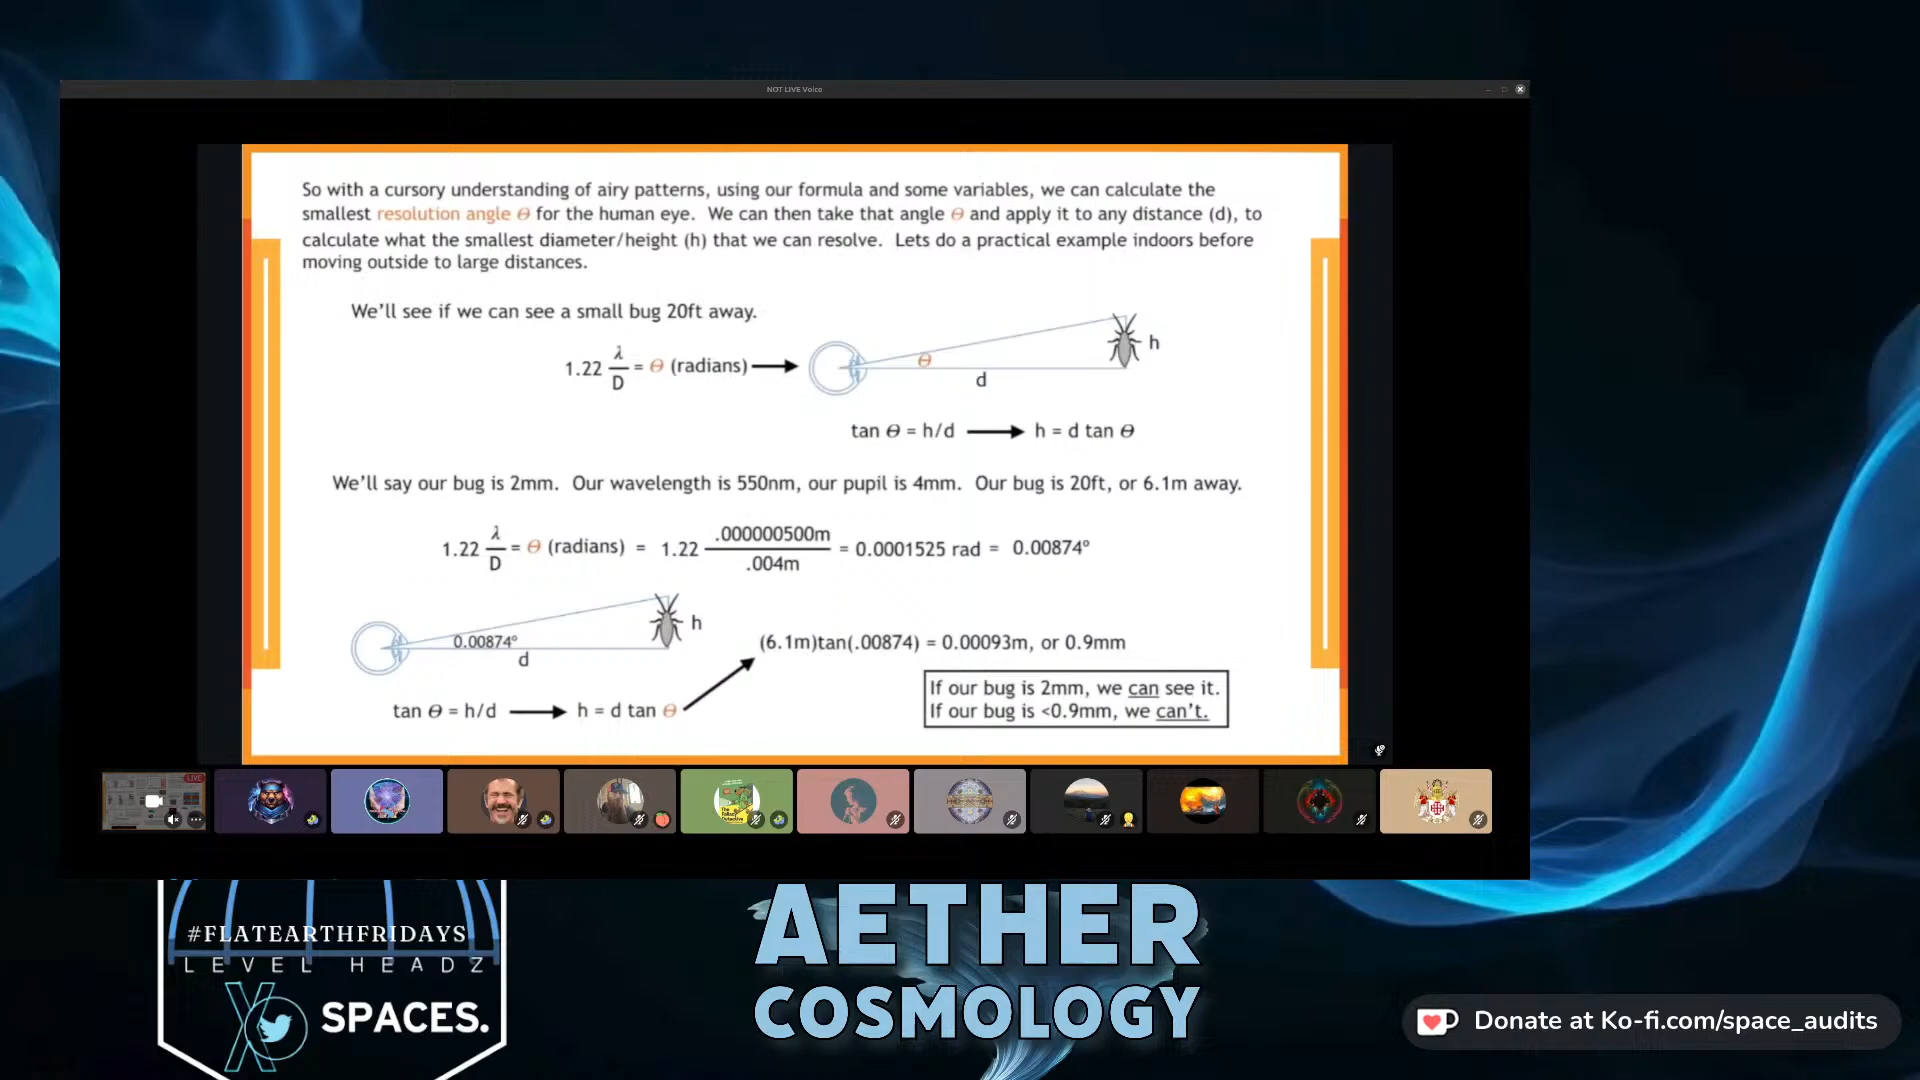 NOT LIVE Voice
So with a cursory understanding of airy patterns, using our formula and some variables, we can calculate the
smallest resolution angle θ for the human eye. We can then take that angle θ and apply it to any distance (d), to
calculate what the smallest diameter/height (h) that we can resolve. Lets do a practical example indoors before
moving outside to large distances.
We'll see if we can see a small bug 20ft away.
1.22 λ/D = θ (radians)
θ
h
d
tan θ = h/d → h = d tan θ
We'll say our bug is 2mm. Our wavelength is 550nm, our pupil is 4mm. Our bug is 20ft, or 6.1m away.
1.22 λ/D = θ (radians) = 1.22 .000000500m/.004m = 0.0001525 rad = 0.00874°
h
0.00874°
d
(6.1m)tan(.00874) = 0.00093m, or 0.9mm
If our bug is 2mm, we can see it.
If our bug is <0.9mm, we can't.
tan θ = h/d → h = d tan θ
LIVE
#FLATEARTHFRIDAYS
LEVEL HEADZ
X SPACES.
AETHER
COSMOLOGY
Donate at Ko-fi.com/space_audits